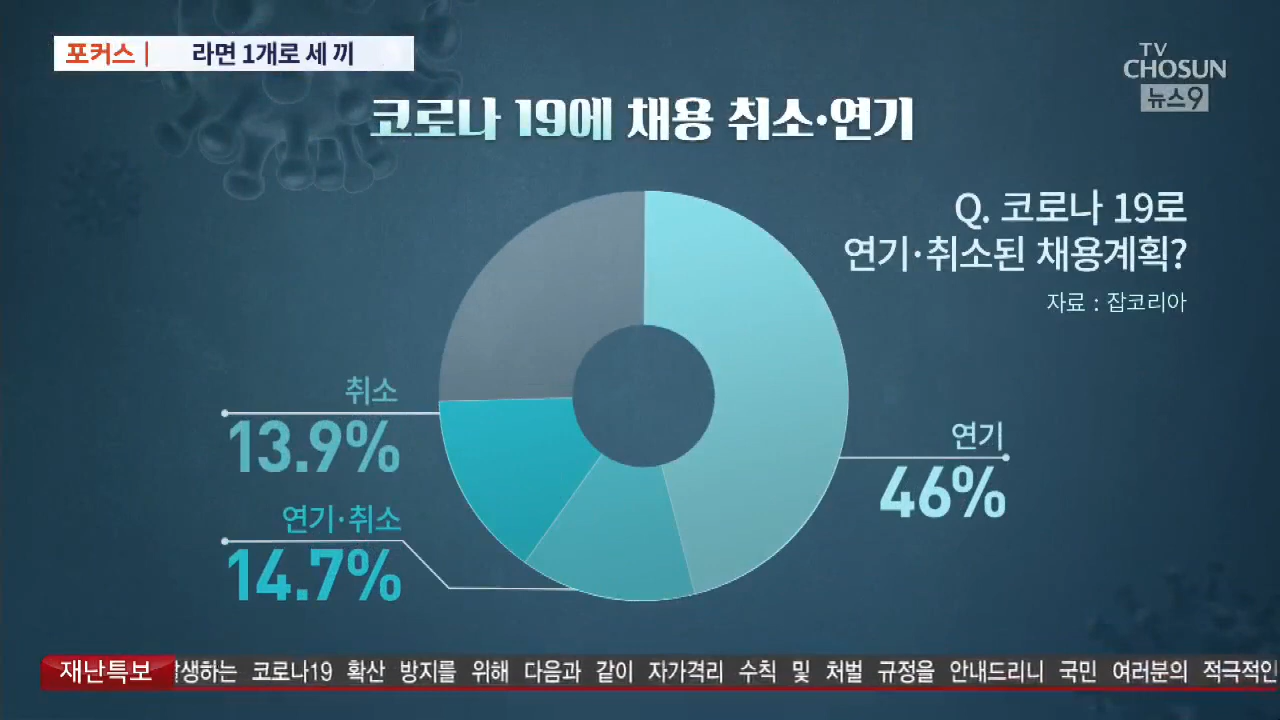 포커스| 라면 1개로 세 끼
TV
CHOSUN
뉴스9
코로나 19에 채용 취소·연기
Q. 코로나 19로
연기·취소된 채용계획?
자료 : 잡코리아
취소
13.9%
연기·취소
14.7%
연기
46%
재난특보 발생하는 코로나19 확산 방지를 위해 다음과 같이 자가격리 수칙 및 처벌 규정을 안내드리니 국민 여러분의 적극적인